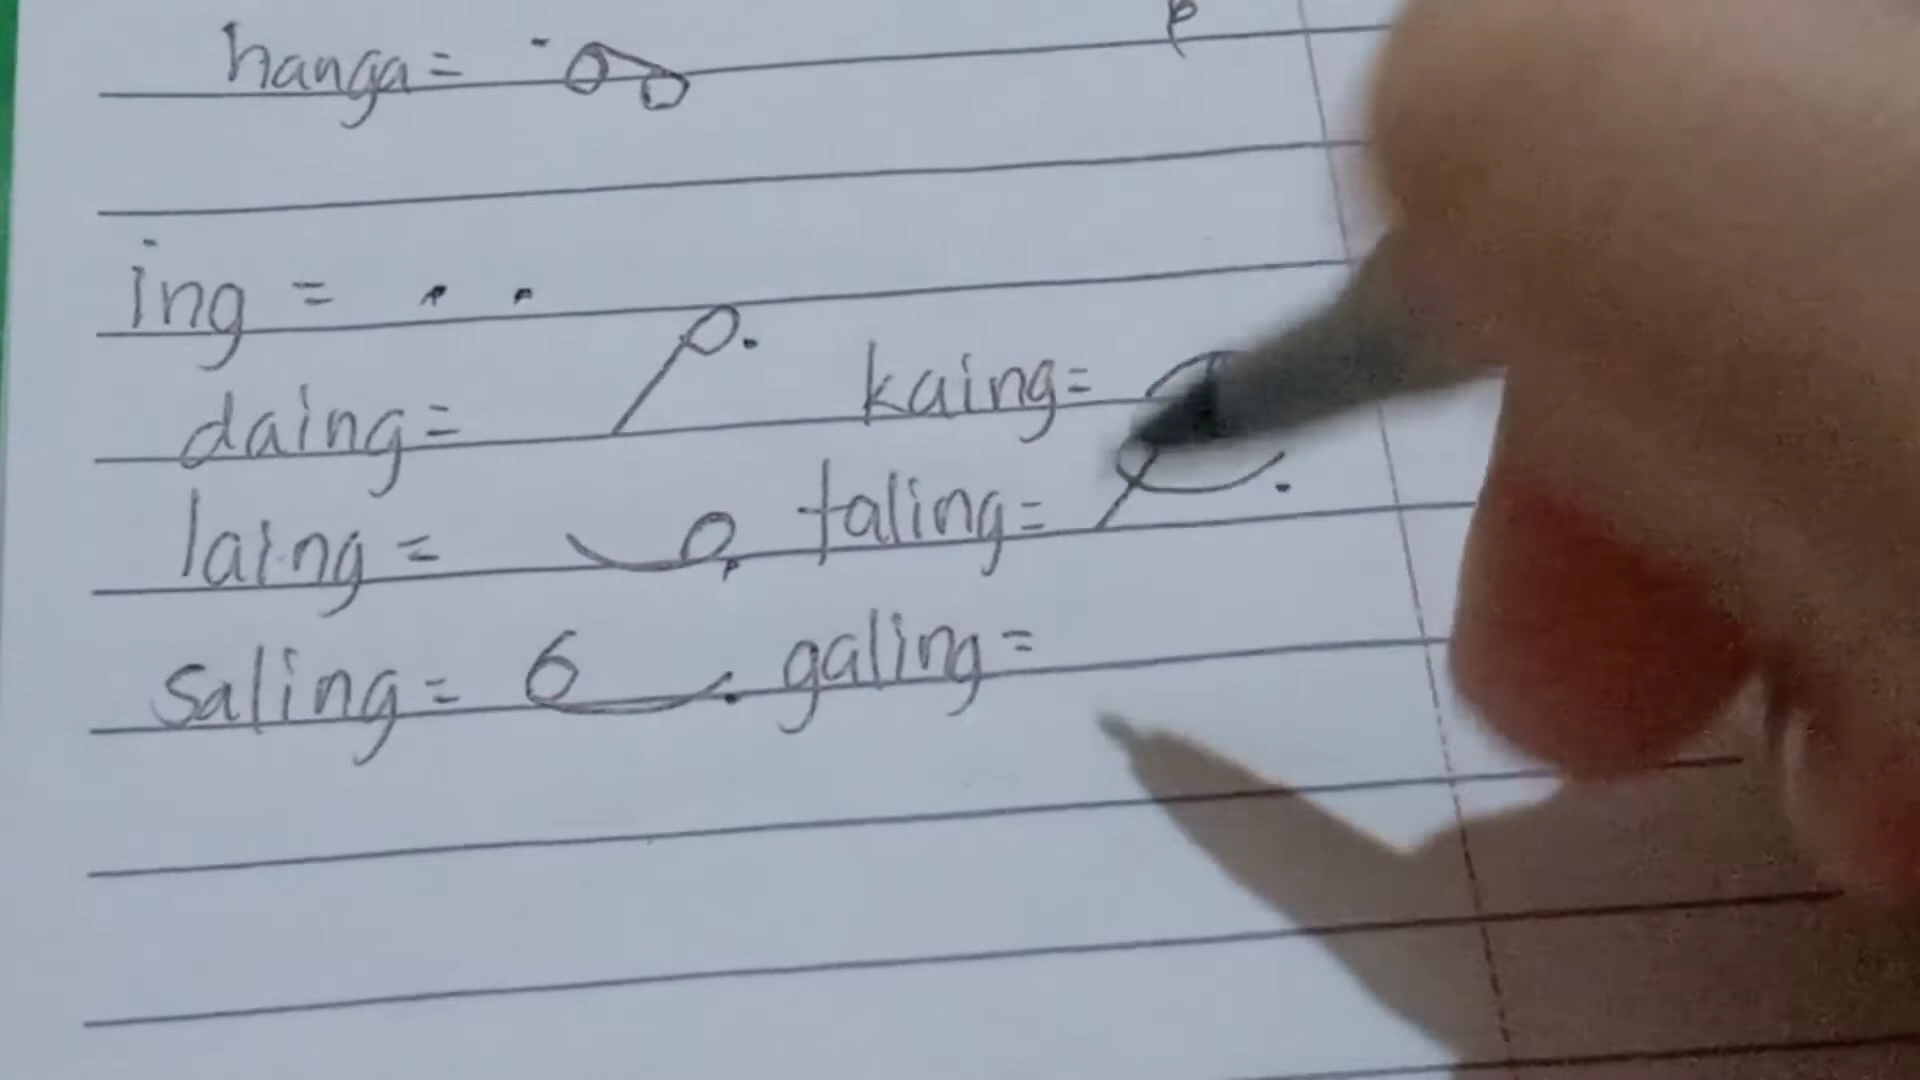 hanga =
ing = . .
daing= kaing=
laing = taling=
saling= galing=